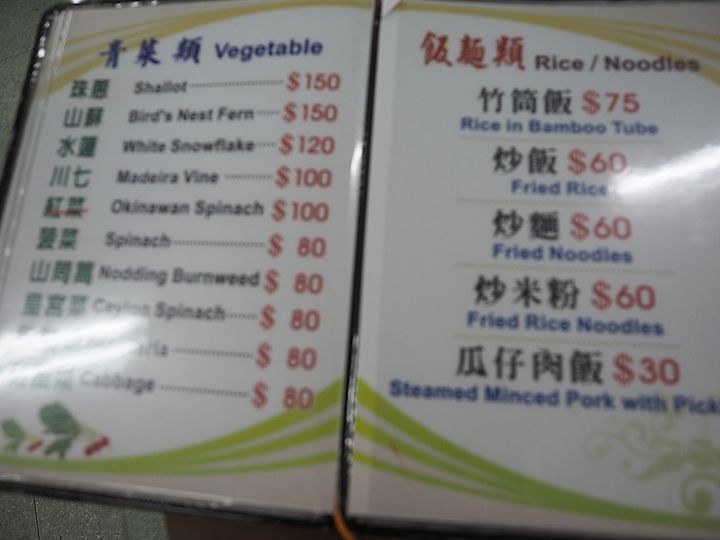 青菜類 Vegetable
珠蔥 Shallot $150
山蘇 Bird's Nest Fern $150
水蓮 White Snowflake $120
川七 Madeira Vine $100
紅菜 Okinawan Spinach $100
菠菜 Spinach $ 80
山茼蒿 Nodding Burnweed $ 80
皇宮菜 Ceylon Spinach $ 80
$ 80
Cabbage $ 80
飯麵類 Rice / Noodles
竹筒飯 $75
Rice in Bamboo Tube
炒飯 $60
Fried Rice
炒麵 $60
Fried Noodles
炒米粉 $60
Fried Rice Noodles
瓜仔肉飯 $30
Steamed Minced Pork with Pick